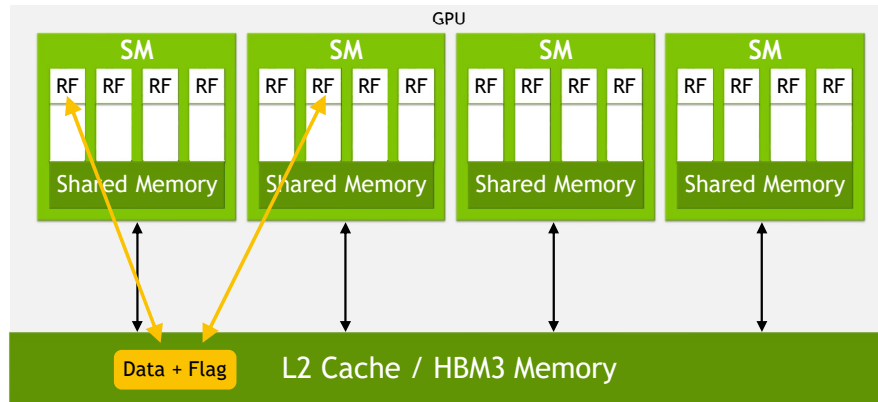 GPU
SM SM SM SM
RF RF RF RF RF RF RF RF RF RF RF RF RF RF RF RF
Shared Memory Shared Memory Shared Memory Shared Memory
Data + Flag L2 Cache / HBM3 Memory